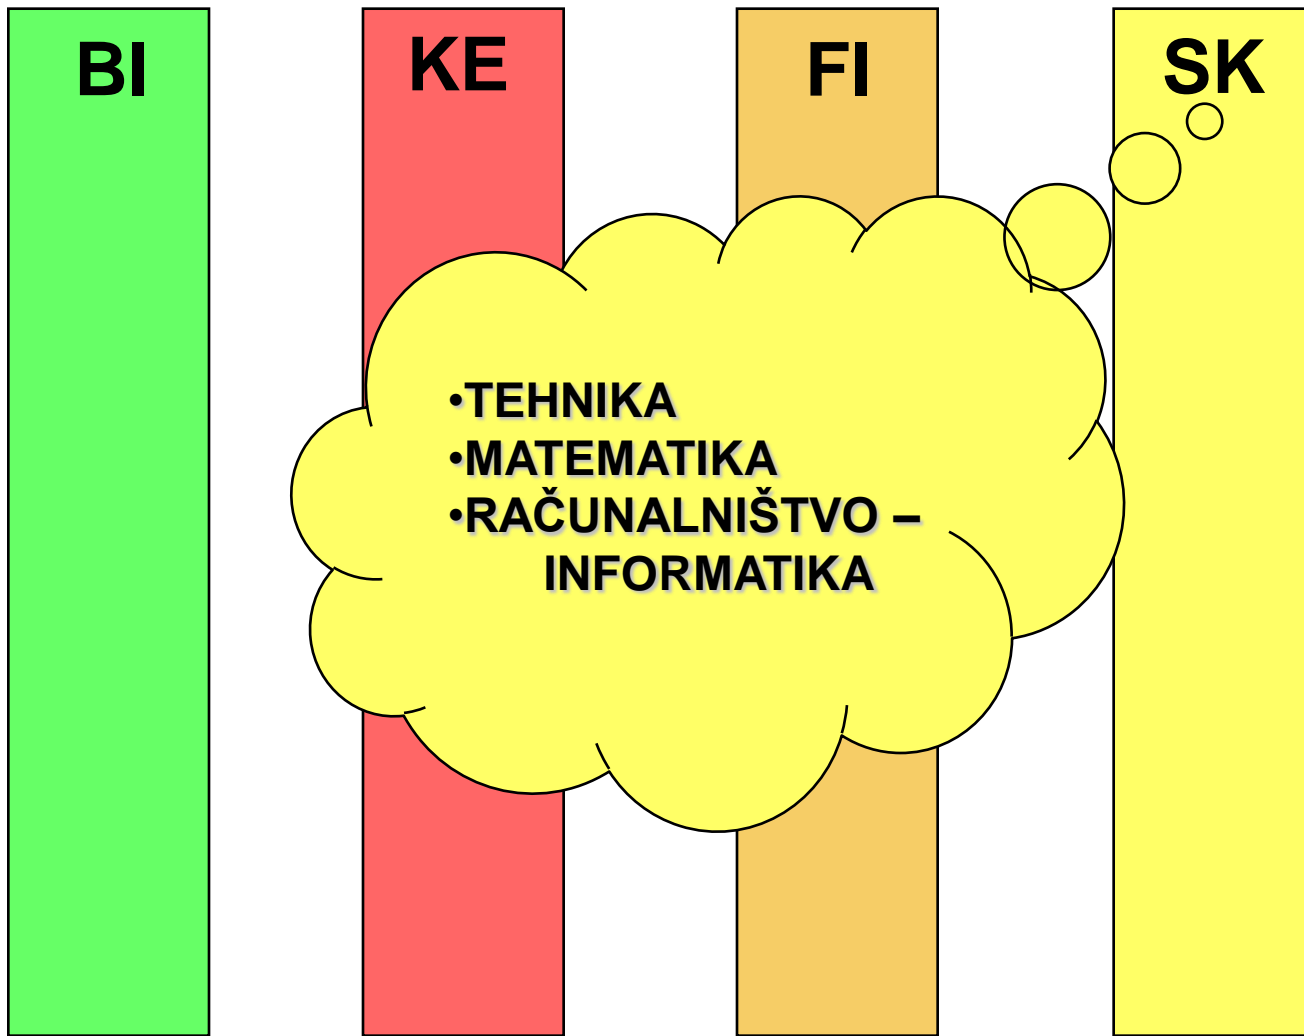 BI KE FI SK
•TEHNIKA
•MATEMATIKA
•RAČUNALNIŠTVO –
INFORMATIKA